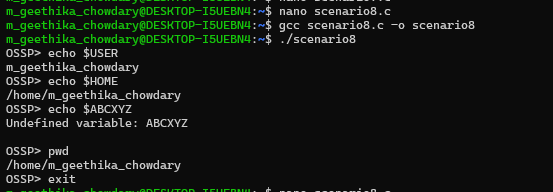 m_geethika_chowdary@DESKTOP-I5UEBN4:~$ nano scenario8.c
m_geethika_chowdary@DESKTOP-I5UEBN4:~$ gcc scenario8.c -o scenario8
m_geethika_chowdary@DESKTOP-I5UEBN4:~$ ./scenario8
OSSP> echo $USER
m_geethika_chowdary
OSSP> echo $HOME
/home/m_geethika_chowdary
OSSP> echo $ABCXYZ
Undefined variable: ABCXYZ
OSSP> pwd
/home/m_geethika_chowdary
OSSP> exit